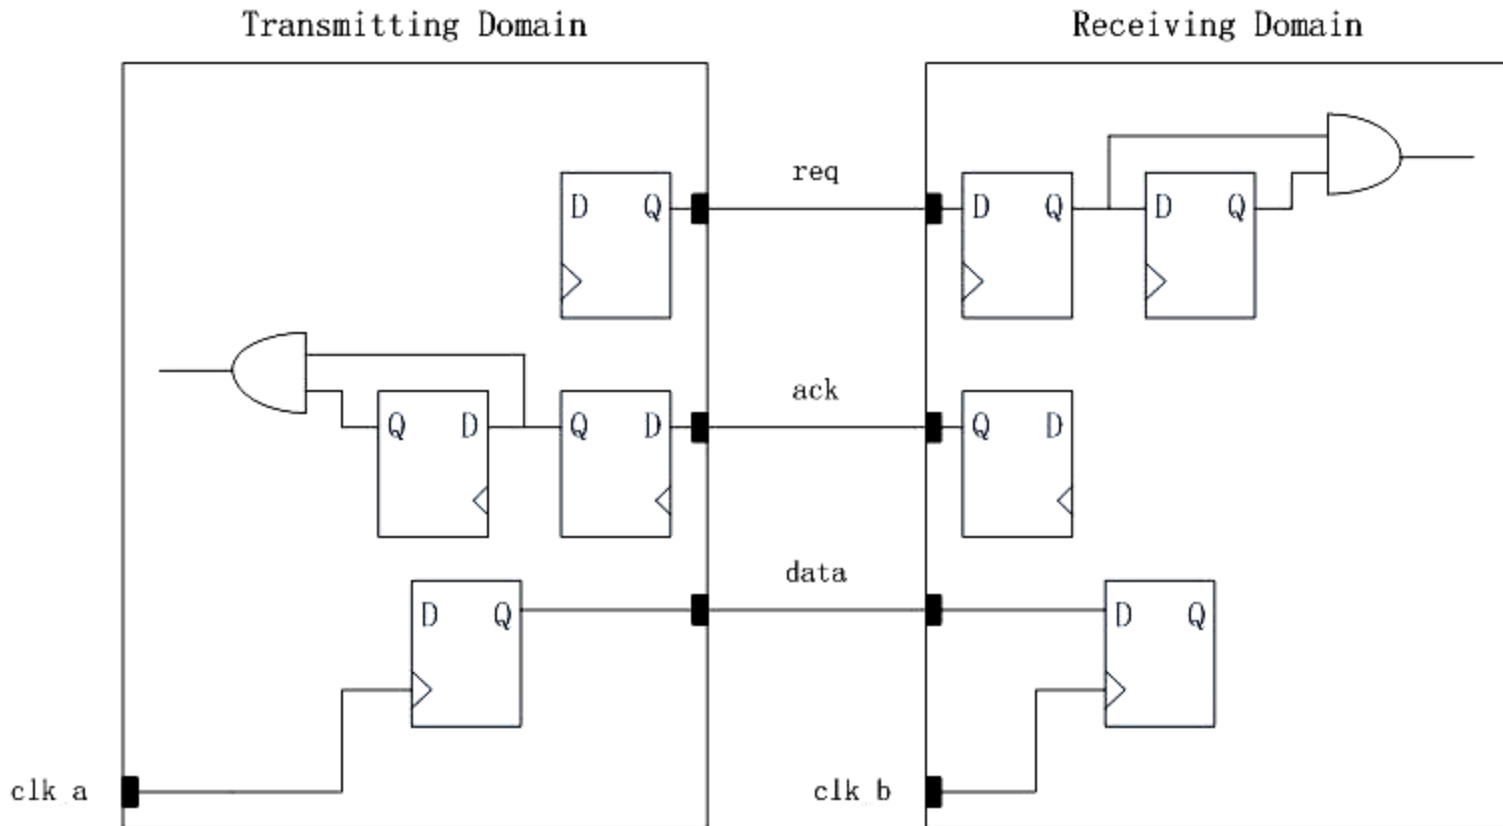 Transmitting Domain
Receiving Domain
req
D Q
D Q
D Q
ack
Q D
Q D
Q D
data
D Q
D Q
clk_a
clk_b